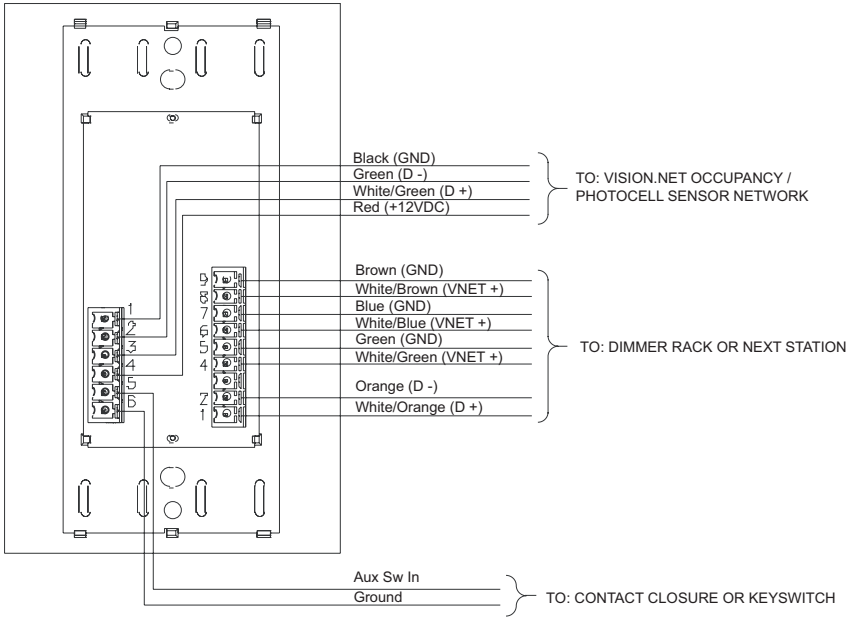 Black (GND)
Green (D -)
White/Green (D +)
Red (+12VDC)
TO: VISION.NET OCCUPANCY /
PHOTOCELL SENSOR NETWORK
Brown (GND)
White/Brown (VNET +)
Blue (GND)
White/Blue (VNET +)
Green (GND)
White/Green (VNET +)
Orange (D -)
White/Orange (D +)
TO: DIMMER RACK OR NEXT STATION
1
2
3
4
5
6
9
8
7
6
5
4
2
1
Aux Sw In
Ground
TO: CONTACT CLOSURE OR KEYSWITCH